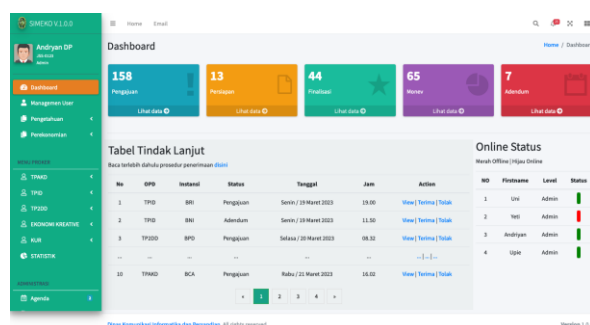 SIMEKO V.1.0.0
Home Email
Andryan DP
Admin
Dashboard
Home / Dashboar
Dashboard
Managemen User
Pengetahuan
Perekonomian
158
Pengajuan
Lihat data
13
Persiapan
Lihat data
44
Finalisasi
Lihat data
65
Monev
Lihat data
7
Adendum
Lihat data
MENU PROKER
TPAKD
TPID
TP2DD
EKONOMI KREATIVE
KUR
STATISTIK
Agenda
Tabel Tindak Lanjut
Baca terlebih dahulu prosedur penerimaan disini
No OPD Instansi Status Tanggal Jam Action
1 TPID BRI Pengajuan Senin / 19 Maret 2023 19.00 View | Terima | Tolak
2 TPID BNI Adendum Senin / 19 Maret 2023 11.50 View | Terima | Tolak
3 TP2DD BPD Pengajuan Selasa / 20 Maret 2023 08.32 View | Terima | Tolak
... ... ... ... ... ... ...|...|...
10 TPAKD BCA Pengajuan Rabu / 21 Maret 2023 16.02 View | Terima | Tolak
« 1 2 3 4 »
Online Status
Merah Offline | Hijau Online
NO Firstname Level Status
1 Uni Admin
2 Yeti Admin
3 Andriyan Admin
4 Upie Admin